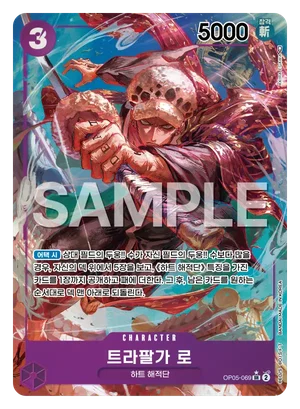 3
5000
참격
斬
SAMPLE
어택 시 상대 필드의 두웅!! 수가 자신 필드의 두웅!! 수보다 많을
경우, 자신의 덱 위에서 5장을 보고, 《하트 해적단》 특징을 가진
카드를 1장까지 공개하고 패에 더한다. 그 후, 남은 카드를 원하는
순서대로 덱 맨 아래로 되돌린다.
CHARACTER
트라팔가 로
하트 해적단
OP05-069 SR 2